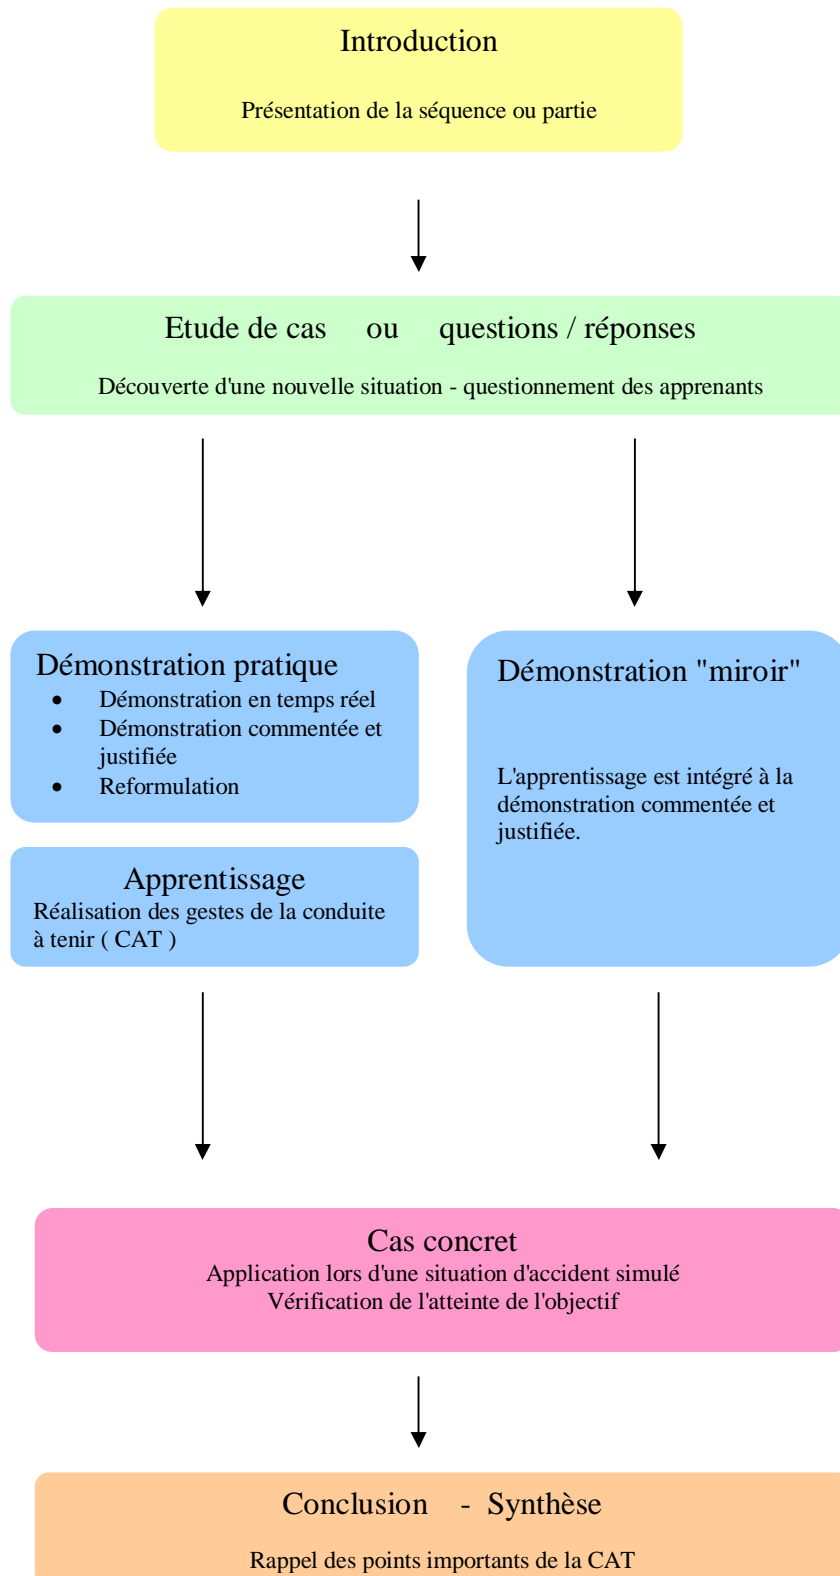 Introduction
Présentation de la séquence ou partie
Etude de cas ou questions / réponses
Découverte d'une nouvelle situation - questionnement des apprenants
Démonstration pratique
• Démonstration en temps réel
• Démonstration commentée et
justifiée
• Reformulation
Apprentissage
Réalisation des gestes de la conduite
à tenir ( CAT )
Démonstration "miroir"
L'apprentissage est intégré à la
démonstration commentée et
justifiée.
Cas concret
Application lors d'une situation d'accident simulé
Vérification de l'atteinte de l'objectif
Conclusion - Synthèse
Rappel des points importants de la CAT